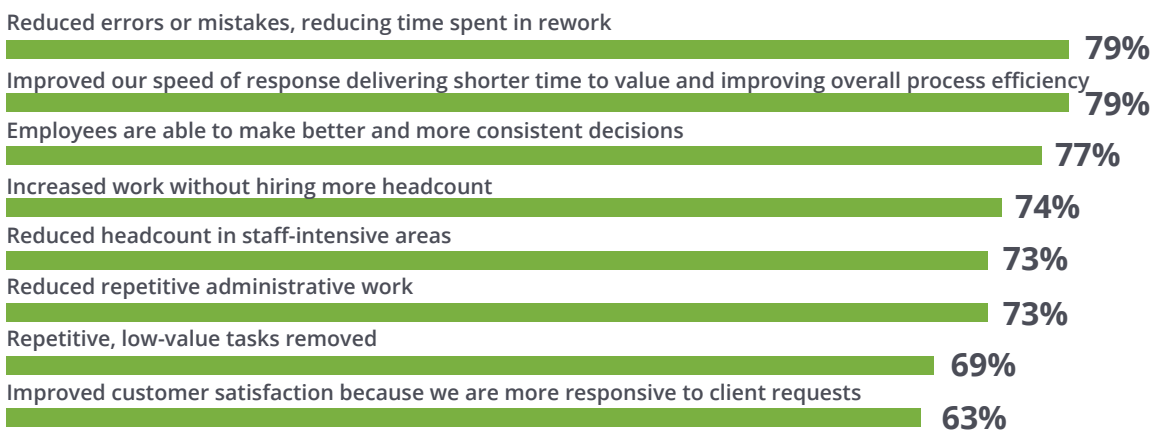 Reduced errors or mistakes, reducing time spent in rework
79%
Improved our speed of response delivering shorter time to value and improving overall process efficiency
79%
Employees are able to make better and more consistent decisions
77%
Increased work without hiring more headcount
74%
Reduced headcount in staff-intensive areas
73%
Reduced repetitive administrative work
73%
Repetitive, low-value tasks removed
69%
Improved customer satisfaction because we are more responsive to client requests
63%